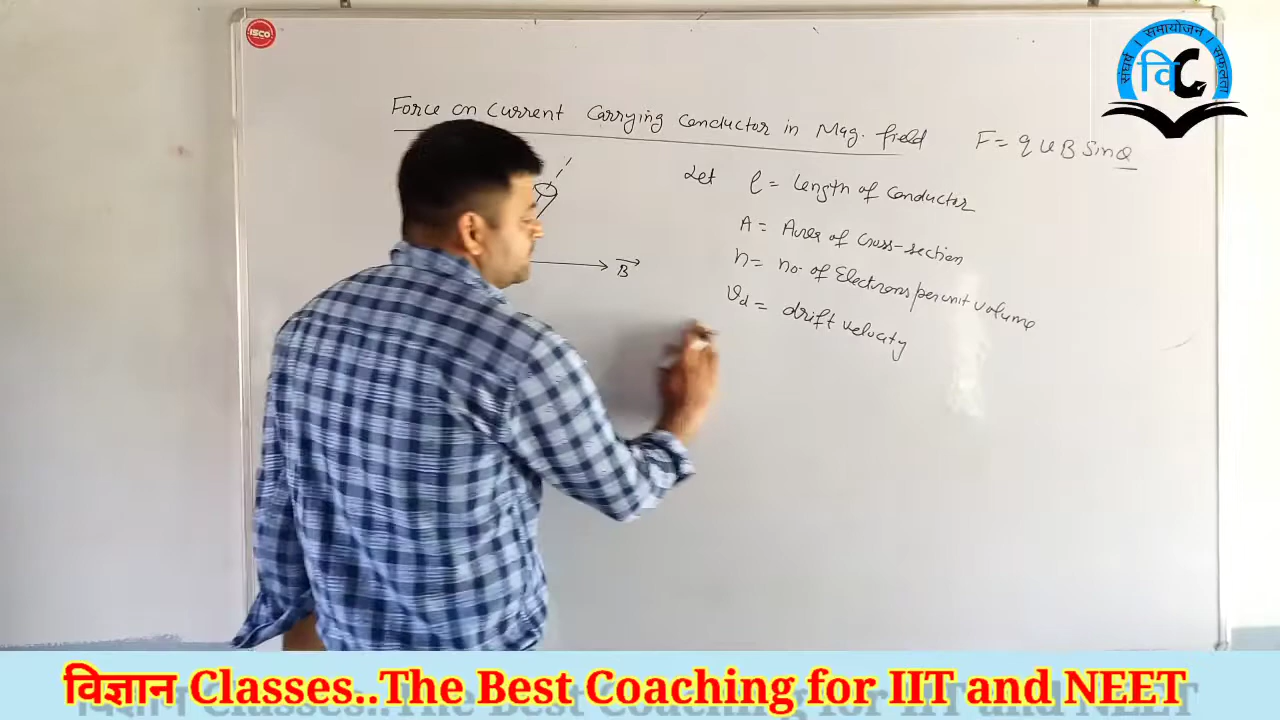 ISCO
संघर्ष । समायोजन । सफलता
वि C
Force on Current Carrying Conductor in Mag. field
F = qvB Sinθ
Let l = Length of Conductor
A = Area of Cross-section
n = no. of Electrons per unit volume
B
vd = drift velocity
विज्ञान Classes..The Best Coaching for IIT and NEET